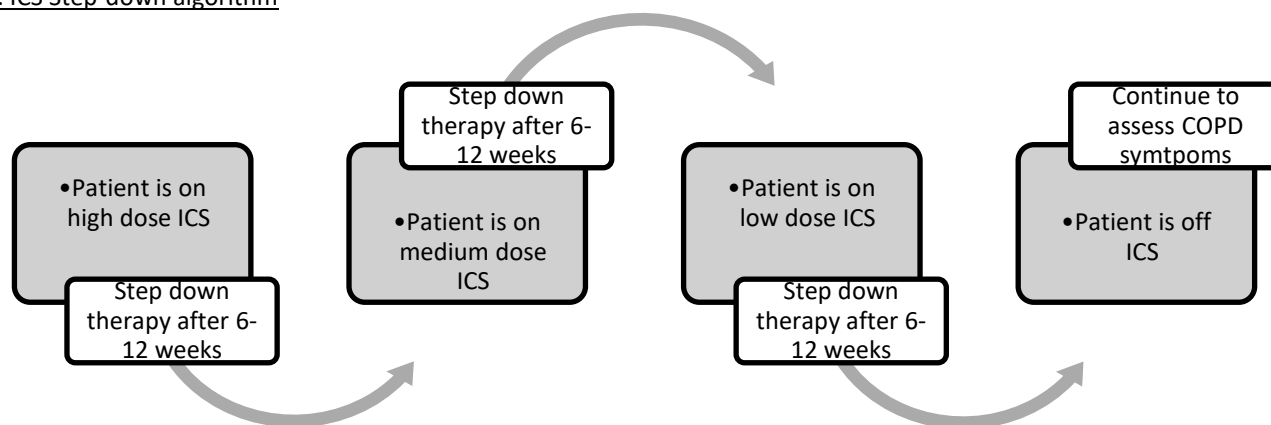 ICS Step-down algorithm
•Patient is on
high dose ICS
Step down
therapy after 6-
12 weeks
Step down
therapy after 6-
12 weeks
•Patient is on
medium dose
ICS
•Patient is on
low dose ICS
Step down
therapy after 6-
12 weeks
Continue to
assess COPD
symtpoms
•Patient is off
ICS